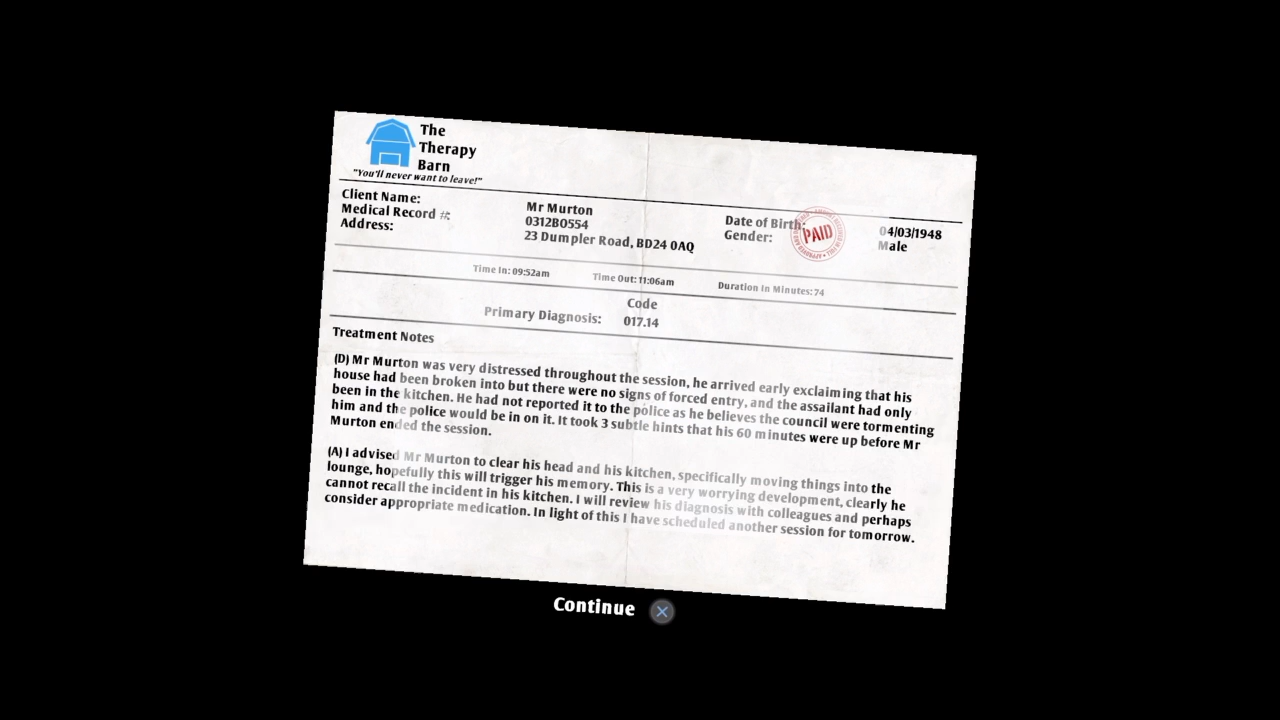 The
Therapy
Barn
"You'll never want to leave!"
Client Name: Mr Murton
Medical Record #: 0312B0554
Address: 23 Dumpler Road, BD24 0AQ
Date of Birth: 04/03/1948
Gender: Male
PAID
Time In: 09:52am Time Out: 11:06am Duration In Minutes: 74
Code
Primary Diagnosis: 017.14
Treatment Notes
(D) Mr Murton was very distressed throughout the session, he arrived early exclaiming that his
house had been broken into but there were no signs of forced entry, and the assailant had only
been in the kitchen. He had not reported it to the police as he believes the council were tormenting
him and the police would be in on it. It took 3 subtle hints that his 60 minutes were up before Mr
Murton ended the session.
(A) I advised Mr Murton to clear his head and his kitchen, specifically moving things into the
lounge, hopefully this will trigger his memory. This is a very worrying development, clearly he
cannot recall the incident in his kitchen. I will review his diagnosis with colleagues and perhaps
consider appropriate medication. In light of this I have scheduled another session for tomorrow.
Continue